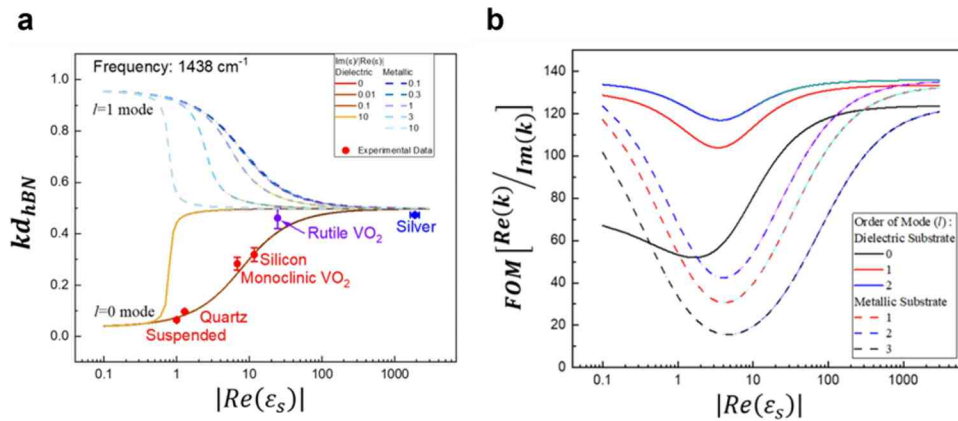 a
Frequency: 1438 cm⁻¹
Im(ε)/|Re(ε)|
Dielectric Metallic
0 0.1
0.01 0.3
0.1 1
10 3
10
Experimental Data
l=1 mode
Rutile VO₂
Silver
Silicon
Monoclinic VO₂
l=0 mode
Quartz
Suspended
kd_hBN
1.0
0.8
0.6
0.4
0.2
0.0
0.1 1 10 100 1000
|Re(ε_s)|
b
FOM [Re(k)/Im(k)]
140
120
100
80
60
40
20
0
Order of Mode (l) :
Dielectric Substrate
0
1
2
Metallic Substrate
1
2
3
0.1 1 10 100 1000
|Re(ε_s)|